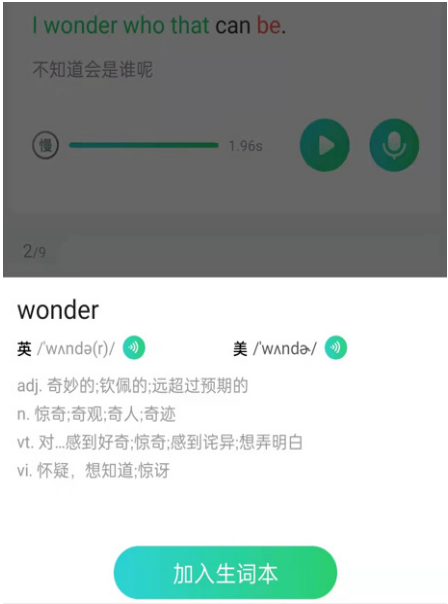 I wonder who that can be.
不知道会是谁呢
慢 1.96s
2/9
wonder
英 /'wʌndə(r)/ 美 /'wʌndɚ/
adj. 奇妙的;钦佩的;远超过预期的
n. 惊奇;奇观;奇人;奇迹
vt. 对...感到好奇;惊奇;感到诧异;想弄明白
vi. 怀疑，想知道;惊讶
加入生词本